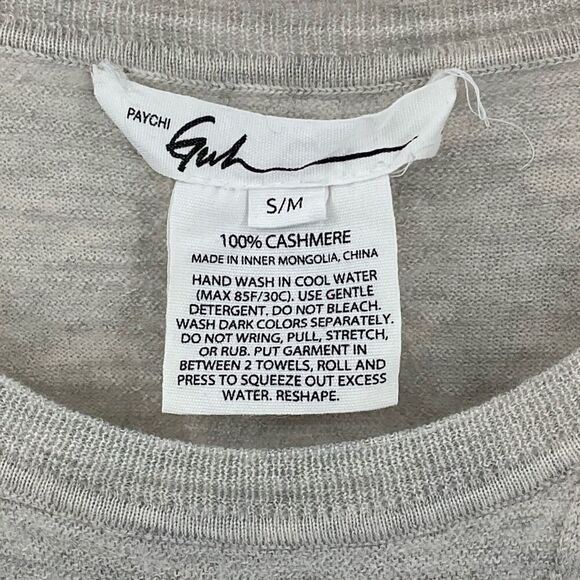 PAYCHI Guh
S/M
100% CASHMERE
MADE IN INNER MONGOLIA, CHINA
HAND WASH IN COOL WATER
(MAX 85F/30C). USE GENTLE
DETERGENT. DO NOT BLEACH.
WASH DARK COLORS SEPARATELY.
DO NOT WRING, PULL, STRETCH,
OR RUB. PUT GARMENT IN
BETWEEN 2 TOWELS, ROLL AND
PRESS TO SQUEEZE OUT EXCESS
WATER. RESHAPE.